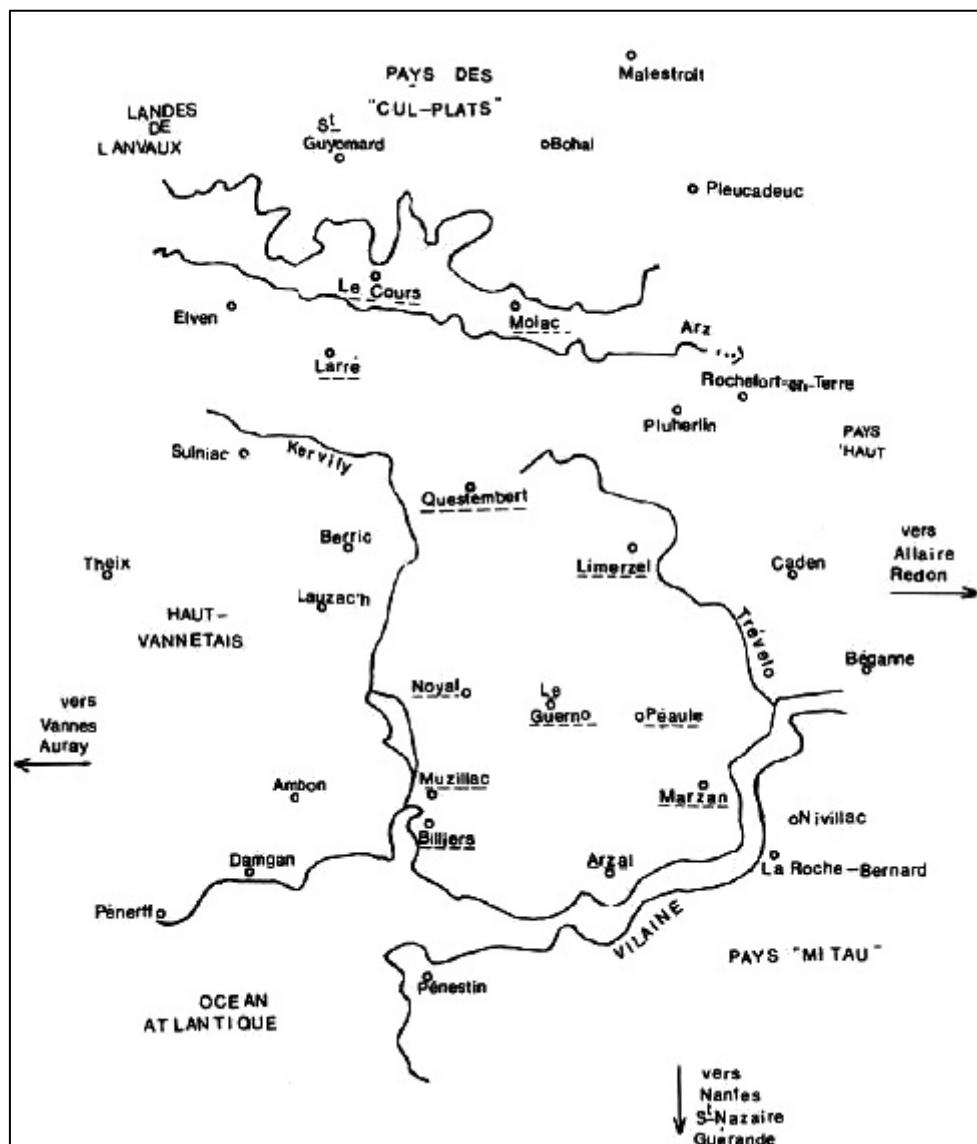 Malestroit
PAYS DES
"CUL-PLATS"
LANDES
DE
LANVAUX
St
Guyomard
Bohal
Pleucadeuc
Le Cours
Elven
Molac
Arz
Larré
Rochefort-en-Terre
Pluherlin
PAYS
'HAUT
Sulniac
Kervily
Questembert
vers
Allaire
Redon
Berric
Limerzel
Theix
Caden
Lauzac'h
HAUT-
VANNETAIS
Trévelo
Béganne
Noyal
Le
Guerno
Péaule
vers
Vannes
Auray
Ambon
Muzillac
Marzan
Nivillac
Billiers
Damgan
Arzal
La Roche-Bernard
Pénerff
VILAINE
PAYS "MITAU"
Pénestin
OCEAN
ATLANTIQUE
vers
Nantes
St-Nazaire
Guérande